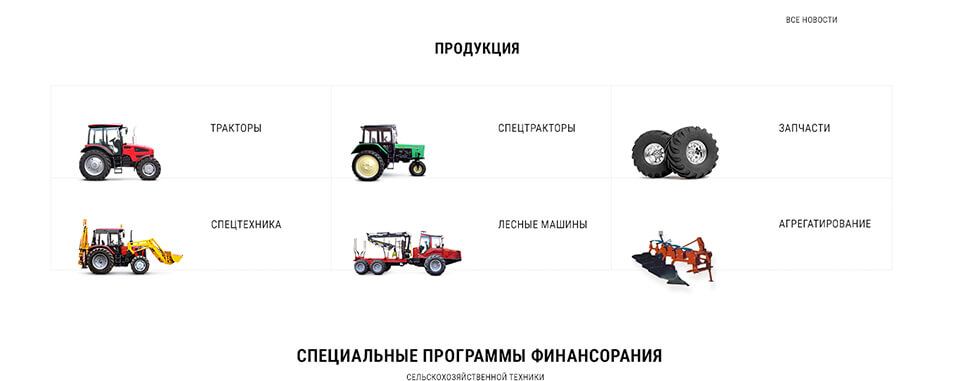 ВСЕ НОВОСТИ
ПРОДУКЦИЯ
ТРАКТОРЫ
СПЕЦТРАКТОРЫ
ЗАПЧАСТИ
СПЕЦТЕХНИКА
ЛЕСНЫЕ МАШИНЫ
АГРЕГАТИРОВАНИЕ
СПЕЦИАЛЬНЫЕ ПРОГРАММЫ ФИНАНСОРАНИЯ
СЕЛЬСКОХОЗЯЙСТВЕННОЙ ТЕХНИКИ